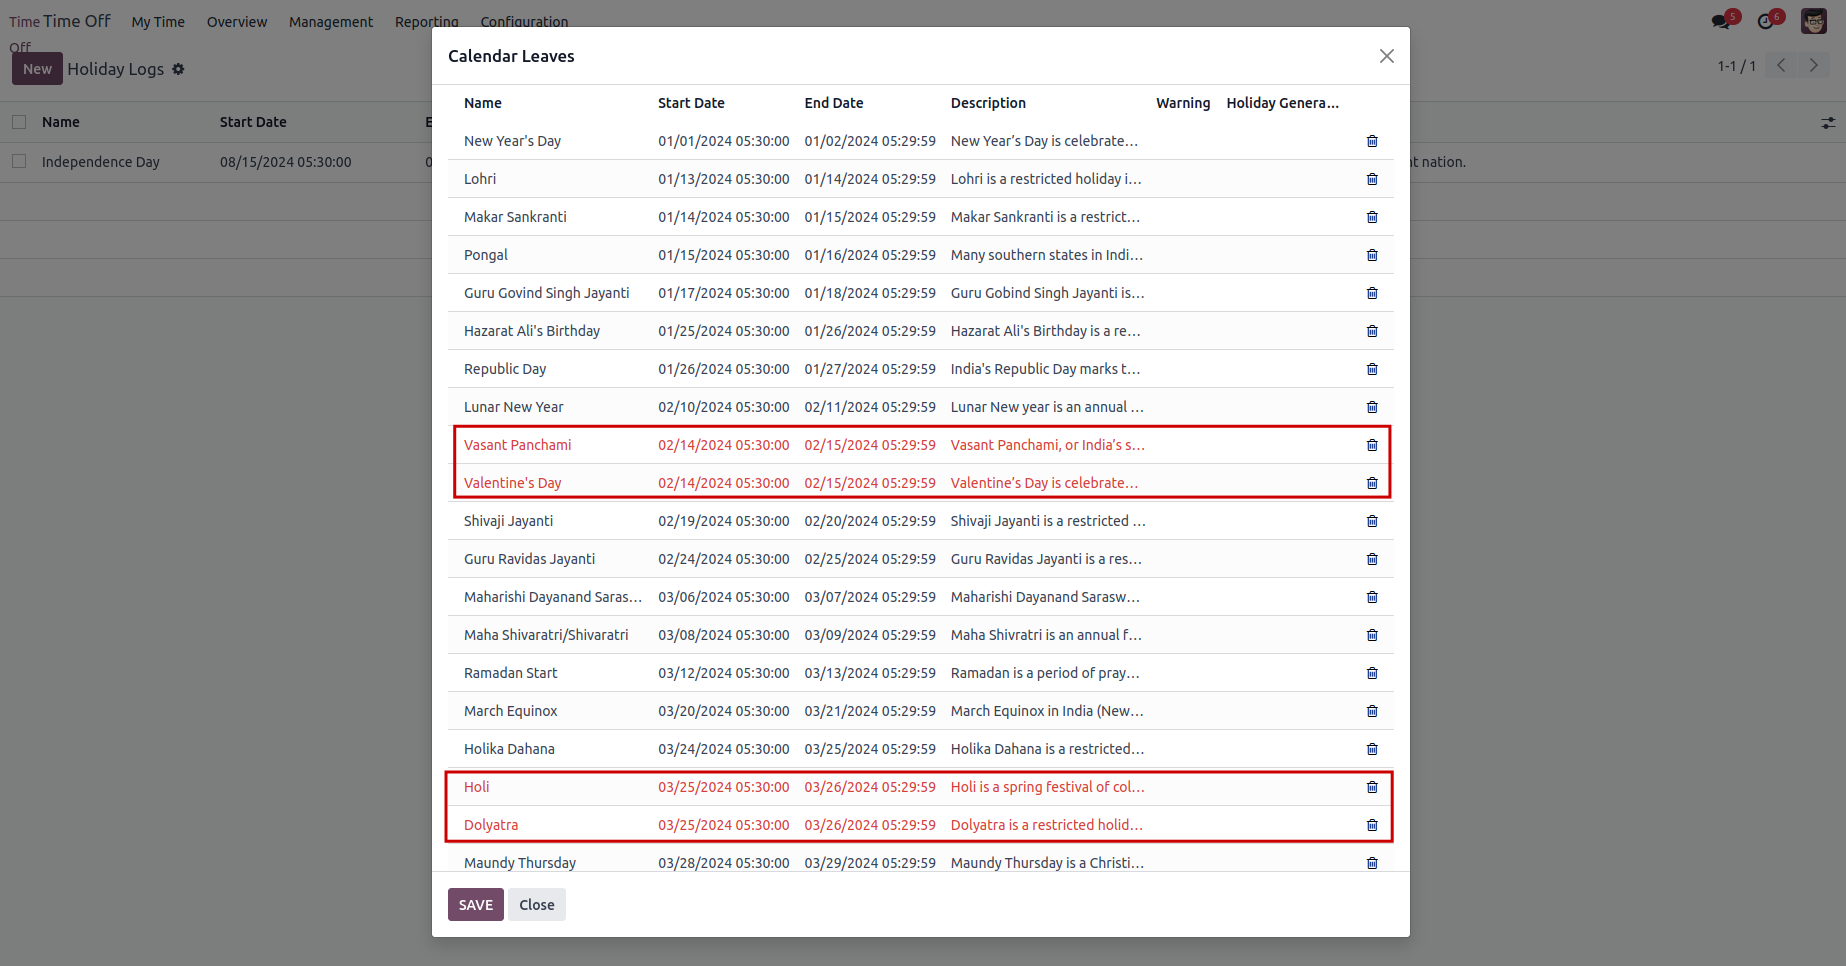 Time Off
Time Off My Time Overview Management Reporting Configuration 5 6
New Holiday Logs 1-1 / 1
Name Start Date E
Independence Day 08/15/2024 05:30:00 0 nt nation.
Calendar Leaves
Name Start Date End Date Description Warning Holiday Genera...
New Year's Day 01/01/2024 05:30:00 01/02/2024 05:29:59 New Year’s Day is celebrate...
Lohri 01/13/2024 05:30:00 01/14/2024 05:29:59 Lohri is a restricted holiday i...
Makar Sankranti 01/14/2024 05:30:00 01/15/2024 05:29:59 Makar Sankranti is a restrict...
Pongal 01/15/2024 05:30:00 01/16/2024 05:29:59 Many southern states in Indi...
Guru Govind Singh Jayanti 01/17/2024 05:30:00 01/18/2024 05:29:59 Guru Gobind Singh Jayanti is...
Hazarat Ali's Birthday 01/25/2024 05:30:00 01/26/2024 05:29:59 Hazarat Ali's Birthday is a re...
Republic Day 01/26/2024 05:30:00 01/27/2024 05:29:59 India's Republic Day marks t...
Lunar New Year 02/10/2024 05:30:00 02/11/2024 05:29:59 Lunar New year is an annual ...
Vasant Panchami 02/14/2024 05:30:00 02/15/2024 05:29:59 Vasant Panchami, or India’s s...
Valentine's Day 02/14/2024 05:30:00 02/15/2024 05:29:59 Valentine’s Day is celebrate...
Shivaji Jayanti 02/19/2024 05:30:00 02/20/2024 05:29:59 Shivaji Jayanti is a restricted ...
Guru Ravidas Jayanti 02/24/2024 05:30:00 02/25/2024 05:29:59 Guru Ravidas Jayanti is a res...
Maharishi Dayanand Saras... 03/06/2024 05:30:00 03/07/2024 05:29:59 Maharishi Dayanand Sarasw...
Maha Shivaratri/Shivaratri 03/08/2024 05:30:00 03/09/2024 05:29:59 Maha Shivratri is an annual f...
Ramadan Start 03/12/2024 05:30:00 03/13/2024 05:29:59 Ramadan is a period of pray...
March Equinox 03/20/2024 05:30:00 03/21/2024 05:29:59 March Equinox in India (New...
Holika Dahana 03/24/2024 05:30:00 03/25/2024 05:29:59 Holika Dahana is a restricted...
Holi 03/25/2024 05:30:00 03/26/2024 05:29:59 Holi is a spring festival of col...
Dolyatra 03/25/2024 05:30:00 03/26/2024 05:29:59 Dolyatra is a restricted holid...
Maundy Thursday 03/28/2024 05:30:00 03/29/2024 05:29:59 Maundy Thursday is a Christi...
SAVE Close